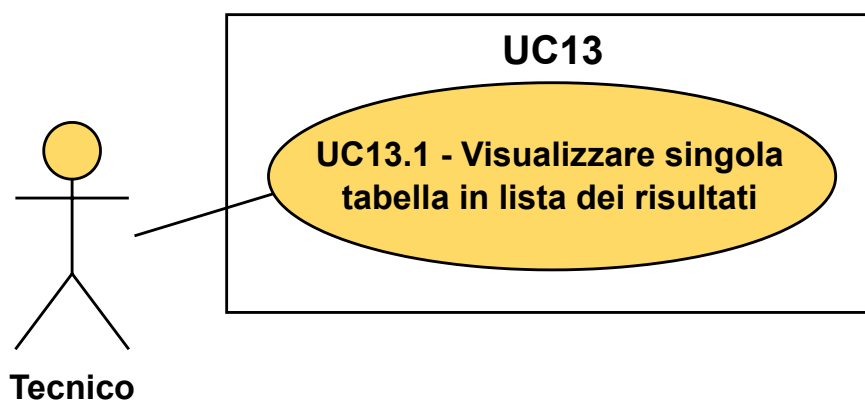 UC13
UC13.1 - Visualizzare singola
tabella in lista dei risultati
Tecnico